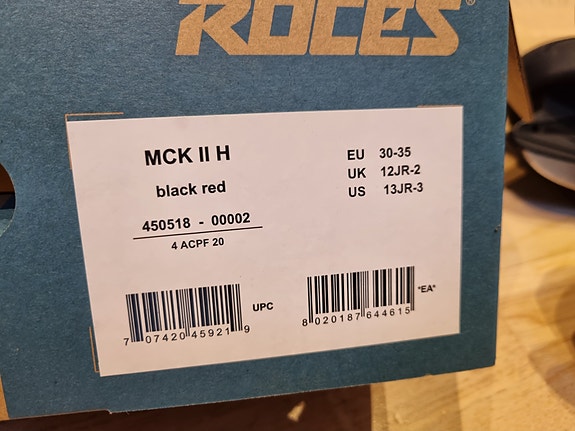 ROCES®
MCK II H
black red
450518 - 00002
4 ACPF 20
EU 30-35
UK 12JR-2
US 13JR-3
7 07420 45921 9
UPC
8 020187 644615
"EA"